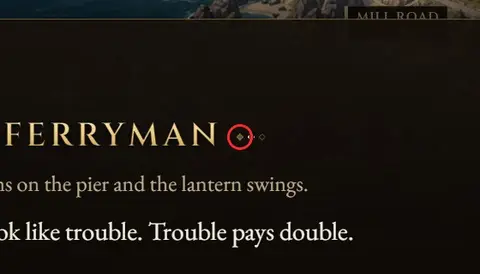 MILL ROAD
FERRYMAN
on the pier and the lantern swings.
like trouble. Trouble pays double.